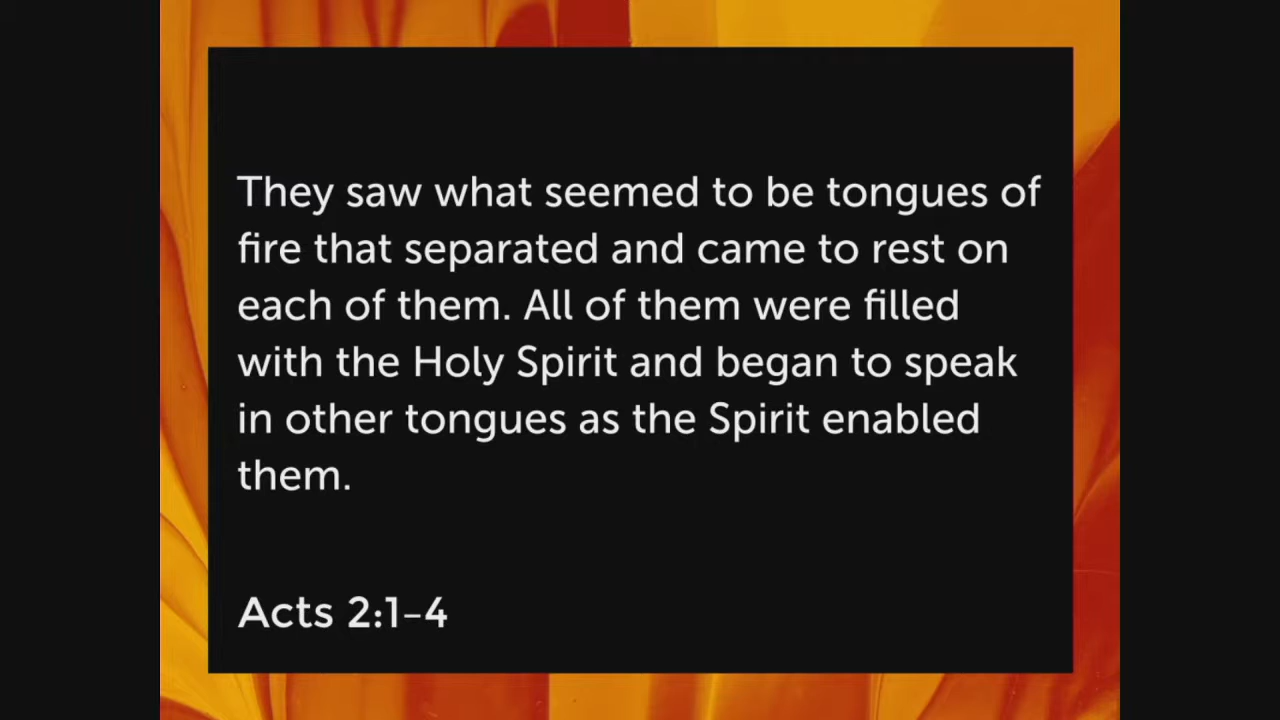 They saw what seemed to be tongues of
fire that separated and came to rest on
each of them. All of them were filled
with the Holy Spirit and began to speak
in other tongues as the Spirit enabled
them.
Acts 2:1–4